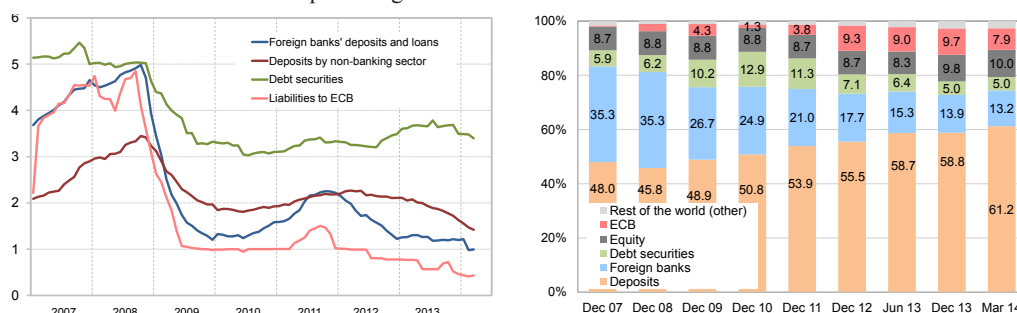 6
5
4
3
2
1
0
Foreign banks' deposits and loans
Deposits by non-banking sector
Debt securities
Liabilities to ECB
2007 2008 2009 2010 2011 2012 2013
100%
80%
60%
40%
20%
0%
8.7 8.8 4.3 1.3 3.8 9.3 9.0 9.7 7.9
5.9 6.2 8.8 8.8 8.7 8.7 8.3 9.8 10.0
35.3 35.3 10.2 12.9 11.3 7.1 6.4 5.0 5.0
26.7 24.9 21.0 17.7 15.3 13.9 13.2
48.0 45.8 48.9 50.8 53.9 55.5 58.7 58.8 61.2
Rest of the world (other)
ECB
Equity
Debt securities
Foreign banks
Deposits
Dec 07 Dec 08 Dec 09 Dec 10 Dec 11 Dec 12 Jun 13 Dec 13 Mar 14